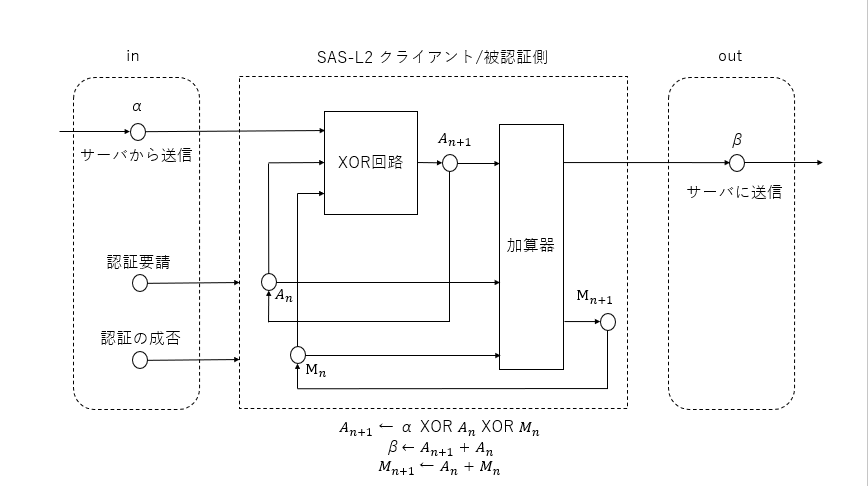 in
SAS-L2 クライアント/被認証側
out
α
サーバから送信
XOR回路
A_{n+1}
β
サーバに送信
加算器
認証要請
A_n
M_{n+1}
認証の成否
M_n
A_{n+1} ← α XOR A_n XOR M_n
β ← A_{n+1} + A_n
M_{n+1} ← A_n + M_n